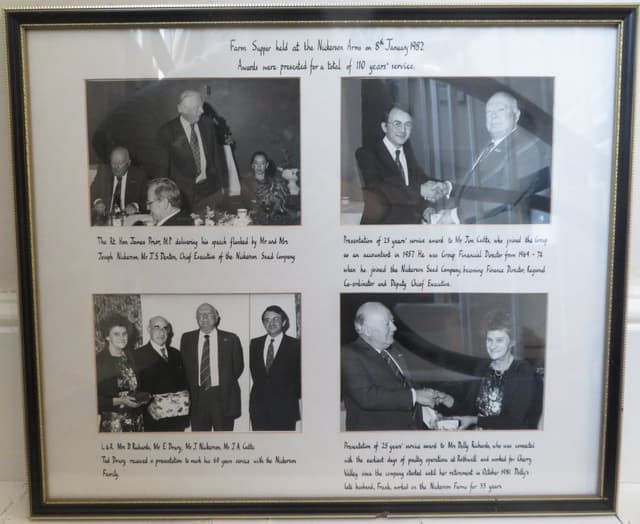 Farm Supper held at the Nickerson Arms on 8th January 1982
Awards were presented for a total of 110 years' service.
The Rt. Hon James Prior, M.P. delivering his speech flanked by Mr and Mrs
Joseph Nickerson. Mr J.S. Denton, Chief Executive of the Nickerson Seed Company.
Presentation of 25 years' service award to Mr Jim Catte, who joined the Group
as an accountant in 1957. He was Group Financial Director from 1969 - 76
when he joined the Nickerson Seed Company, becoming Finance Director, Regional
Co-ordinator and Deputy Chief Executive.
L to R. Mrs D Richards, Mr E Drury, Mr J. Nickerson, Mr J.A. Catte
Ted Drury received a presentation to mark his 60 years service with the Nickerson
Family.
Presentation of 25 years' service award to Mrs Dolly Richards, who was connected
with the earliest days of poultry operations at Rothwell and worked for Cherry
Valley since the company started until her retirement in October 1981. Dolly's
late husband, Frank, worked on the Nickerson Farms for 33 years